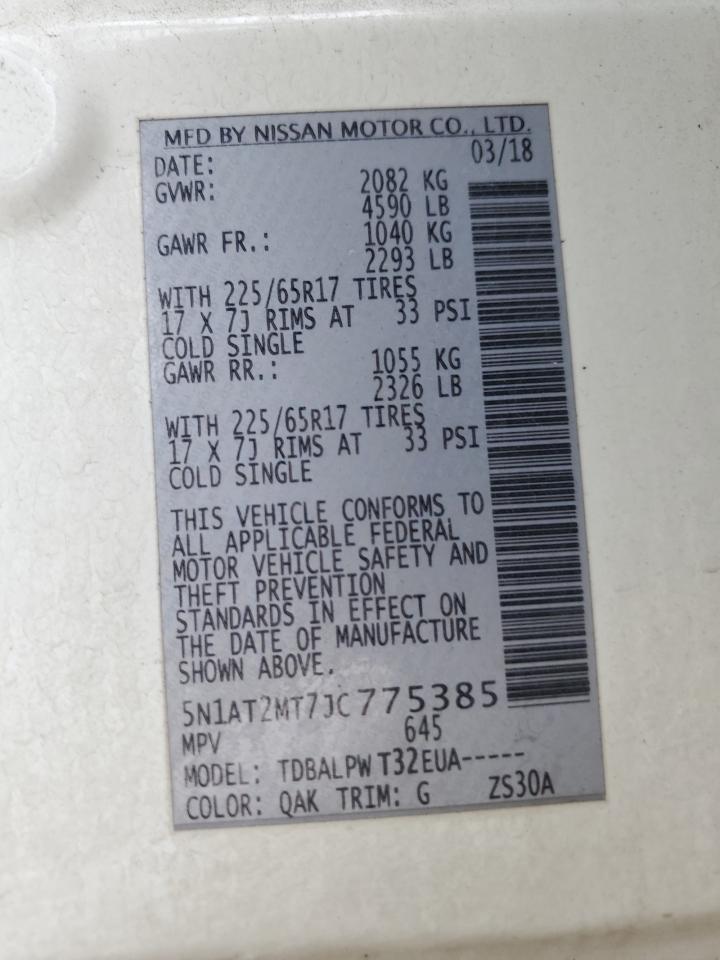 MFD BY NISSAN MOTOR CO., LTD.
DATE: 03/18
GVWR: 2082 KG
4590 LB
GAWR FR.: 1040 KG
2293 LB
WITH 225/65R17 TIRES
17 X 7J RIMS AT 33 PSI
COLD SINGLE
GAWR RR.: 1055 KG
2326 LB
WITH 225/65R17 TIRES
17 X 7J RIMS AT 33 PSI
COLD SINGLE
THIS VEHICLE CONFORMS TO
ALL APPLICABLE FEDERAL
MOTOR VEHICLE SAFETY AND
THEFT PREVENTION
STANDARDS IN EFFECT ON
THE DATE OF MANUFACTURE
SHOWN ABOVE.
5N1AT2MT7JC775385
MPV 645
MODEL: TDBALPWT32EUA-----
COLOR: QAK TRIM: G ZS30A